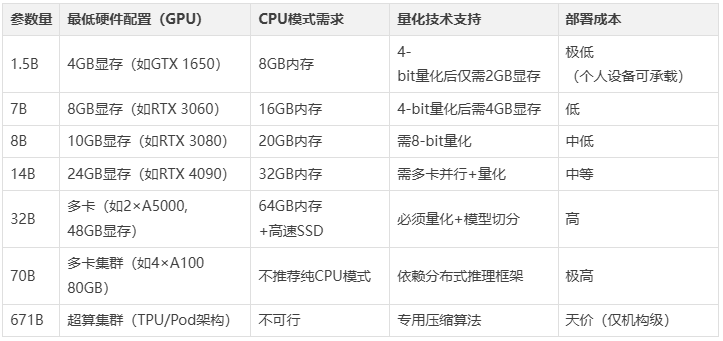 参数量 最低硬件配置（GPU） CPU模式需求 量化技术支持 部署成本
1.5B 4GB显存（如GTX 1650） 8GB内存 4-
bit量化后仅需2GB显存 极低
（个人设备可承载）
7B 8GB显存（如RTX 3060） 16GB内存 4-bit量化后需4GB显存 低
8B 10GB显存（如RTX 3080） 20GB内存 需8-bit量化 中低
14B 24GB显存（如RTX 4090） 32GB内存 需多卡并行+量化 中等
32B 多卡（如2×A5000,
48GB显存） 64GB内存
+高速SSD 必须量化+模型切分 高
70B 多卡集群（如4×A100
80GB） 不推荐纯CPU模式 依赖分布式推理框架 极高
671B 超算集群（TPU/Pod架构） 不可行 专用压缩算法 天价（仅机构级）